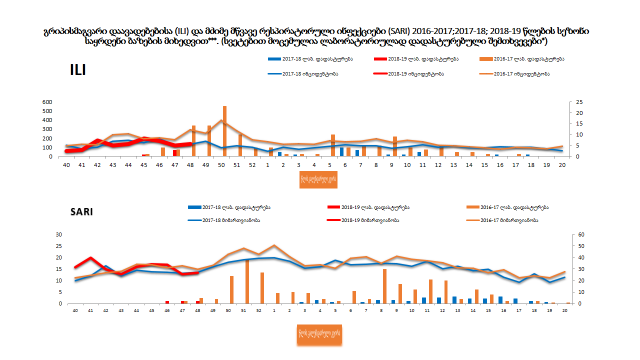 გრიპისმაგვარი დაავადებებისა (ILI) და მძიმე მწვავე რესპირატორული ინფექციები (SARI) 2016-2017;2017-18; 2018-19 წლების სეზონი
საყრდენი ბაზების მიხედვით***. (სვეტებით მოცემულია ლაბორატორიულად დადასტურებული შემთხვევები*)
ILI
2017-18 ლაბ. დადასტურება 2018-19 ლაბ. დადასტურება 2016-17 ლაბ. დადასტურება
2017-18 ინციდენტობა 2018-19 ინციდენტობა 2016-17 ინციდენტობა
600 25
500 20
400 15
300
200 10
100 5
0 0
40 41 42 43 44 45 46 47 48 49 50 51 52 1 2 3 4 5 6 7 8 9 10 11 12 13 14 15 16 17 18 19 20
SARI
2017-18 ლაბ. დადასტურება 2018-19 ლაბ. დადასტურება 2016-17 ლაბ. დადასტურება
2017-18 მიმართვიანობა 2018-19 მიმართვიანობა 2016-17 მიმართვიანობა
30 60
25 50
20 40
15 30
10 20
5 10
0 0
40 41 42 43 44 45 46 47 48 49 50 51 52 1 2 3 4 5 6 7 8 9 10 11 12 13 14 15 16 17 18 19 20